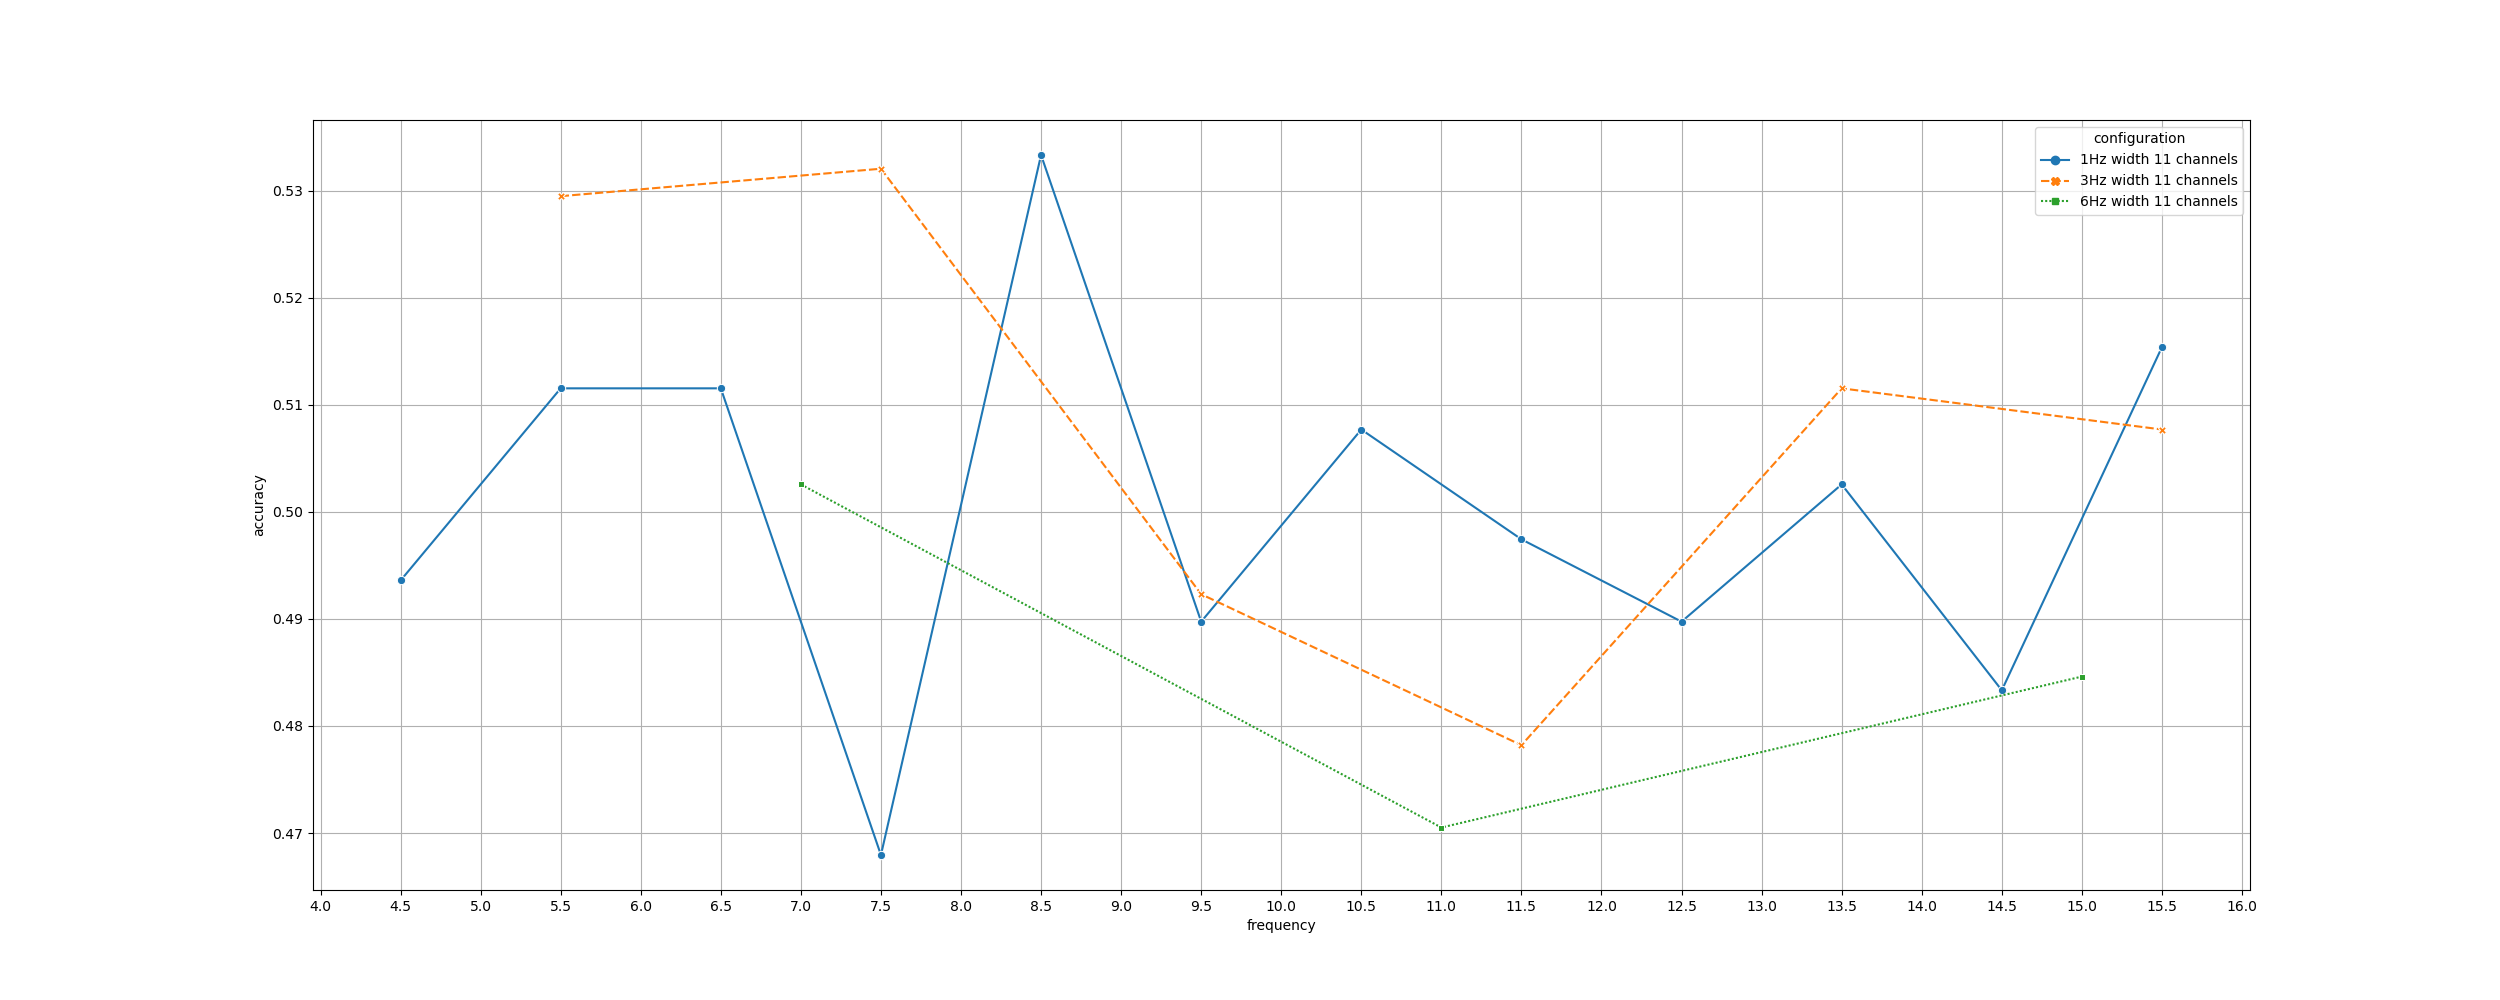 configuration
1Hz width 11 channels
3Hz width 11 channels
6Hz width 11 channels
0.53
0.52
0.51
0.50
0.49
0.48
0.47
accuracy
4.0 4.5 5.0 5.5 6.0 6.5 7.0 7.5 8.0 8.5 9.0 9.5 10.0 10.5 11.0 11.5 12.0 12.5 13.0 13.5 14.0 14.5 15.0 15.5 16.0
frequency